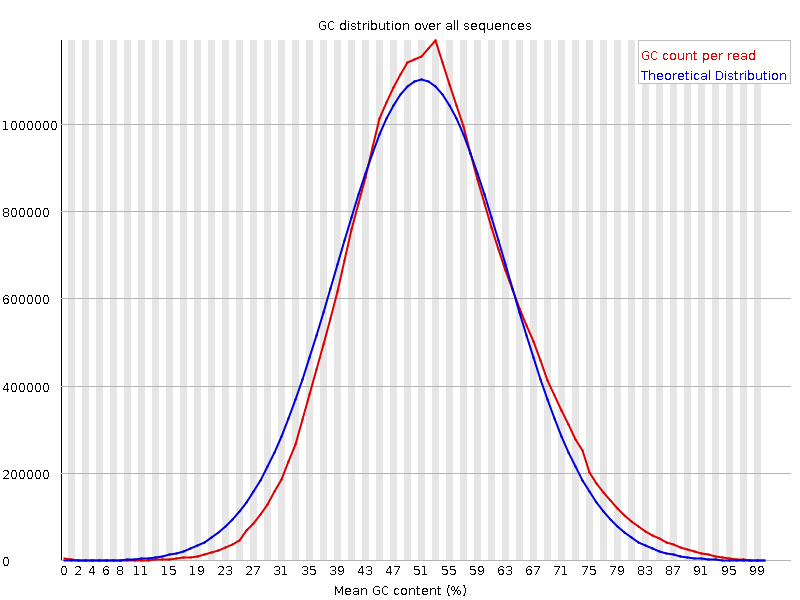 GC distribution over all sequences
GC count per read
Theoretical Distribution
1000000
800000
600000
400000
200000
0
0 2 4 6 8 11 15 19 23 27 31 35 39 43 47 51 55 59 63 67 71 75 79 83 87 91 95 99
Mean GC content (%)